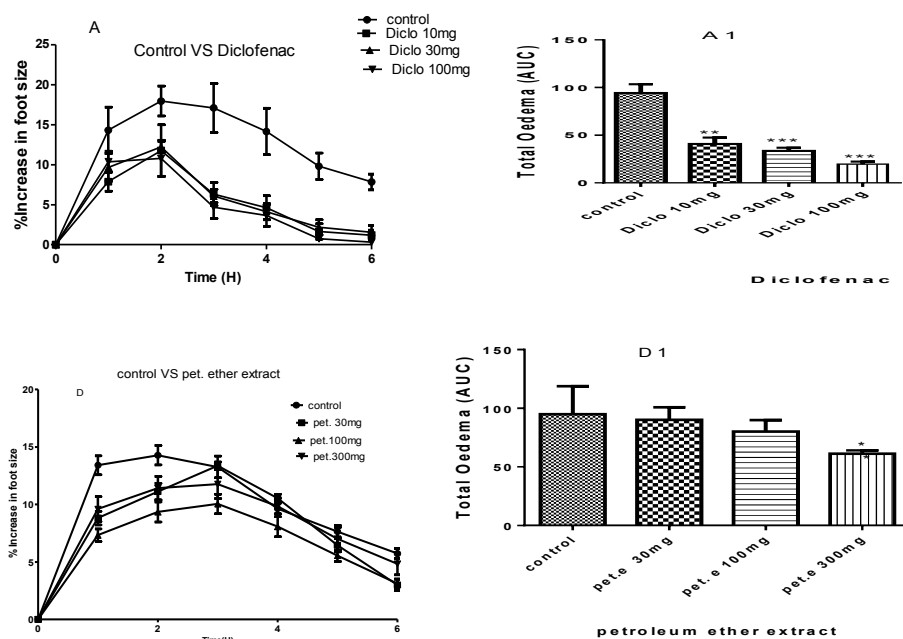 A
Control VS Diclofenac
control
Diclo 10mg
Diclo 30mg
Diclo 100mg
%Increase in foot size
25
20
15
10
5
0
0 2 4 6
Time (H)
A 1
Total Oedema (AUC)
150
100
50
0
**
***
***
control
Diclo 10mg
Diclo 30mg
Diclo 100mg
Diclofenac
control VS pet. ether extract
D
control
pet. 30mg
pet.100mg
pet.300mg
% Increase in foot size
20
15
10
5
0
0 2 4 6
Time(H)
D 1
Total Oedema (AUC)
150
100
50
0
*
*
control
pet.e 30mg
pet. e 100mg
pet.e 300mg
petroleum ether extract